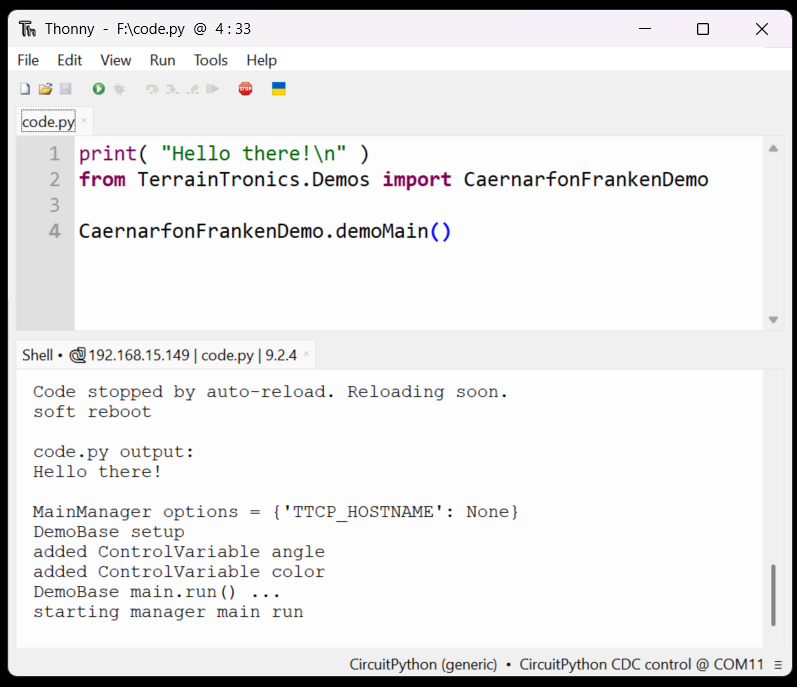 Thonny - F:\code.py @ 4:33
File Edit View Run Tools Help
STOP
code.py
1 print( "Hello there!\n" )
2 from TerrainTronics.Demos import CaernarfonFrankenDemo
3
4 CaernarfonFrankenDemo.demoMain()
Shell • 192.168.15.149 | code.py | 9.2.4
Code stopped by auto-reload. Reloading soon.
soft reboot
code.py output:
Hello there!
MainManager options = {'TTCP_HOSTNAME': None}
DemoBase setup
added ControlVariable angle
added ControlVariable color
DemoBase main.run() ...
starting manager main run
CircuitPython (generic) • CircuitPython CDC control @ COM11 ≡